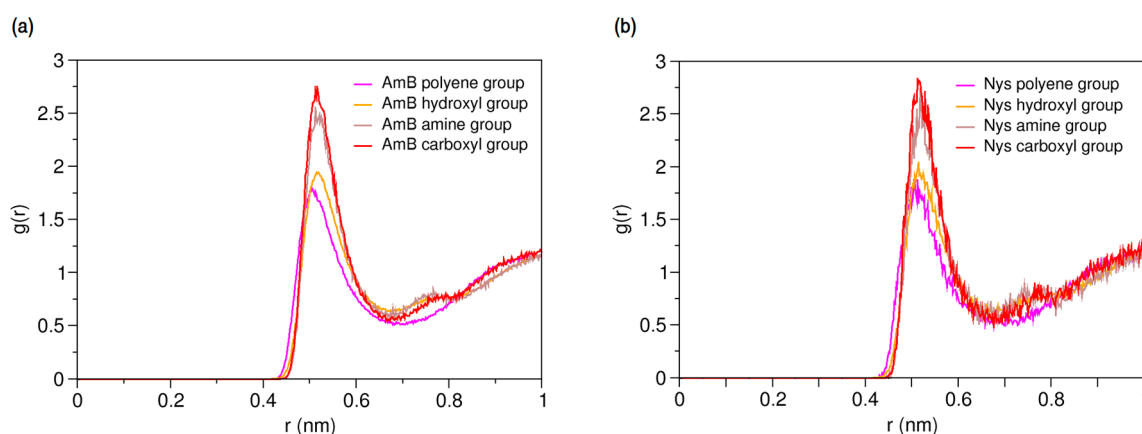 (a)
(b)
3
2.5
2
1.5
1
0.5
0
g(r)
AmB polyene group
AmB hydroxyl group
AmB amine group
AmB carboxyl group
0 0.2 0.4 0.6 0.8 1
r (nm)
3
2.5
2
1.5
1
0.5
0
g(r)
Nys polyene group
Nys hydroxyl group
Nys amine group
Nys carboxyl group
0 0.2 0.4 0.6 0.8
r (nm)